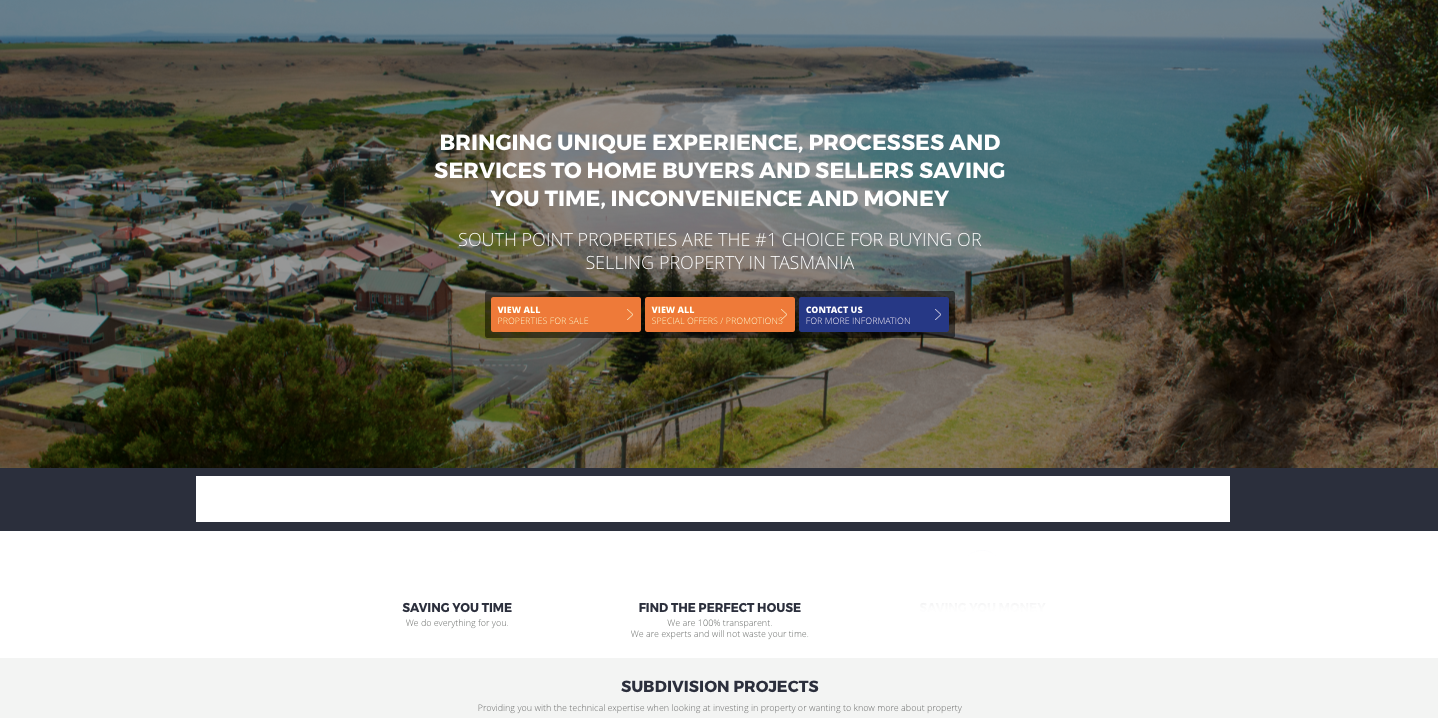 BRINGING UNIQUE EXPERIENCE, PROCESSES AND
SERVICES TO HOME BUYERS AND SELLERS SAVING
YOU TIME, INCONVENIENCE AND MONEY
SOUTH POINT PROPERTIES ARE THE #1 CHOICE FOR BUYING OR
SELLING PROPERTY IN TASMANIA
VIEW ALL
PROPERTIES FOR SALE
VIEW ALL
SPECIAL OFFERS / PROMOTIONS
CONTACT US
FOR MORE INFORMATION
SAVING YOU TIME
We do everything for you.
FIND THE PERFECT HOUSE
We are 100% transparent.
We are experts and will not waste your time.
SAVING YOU MONEY
SUBDIVISION PROJECTS
Providing you with the technical expertise when looking at investing in property or wanting to know more about property